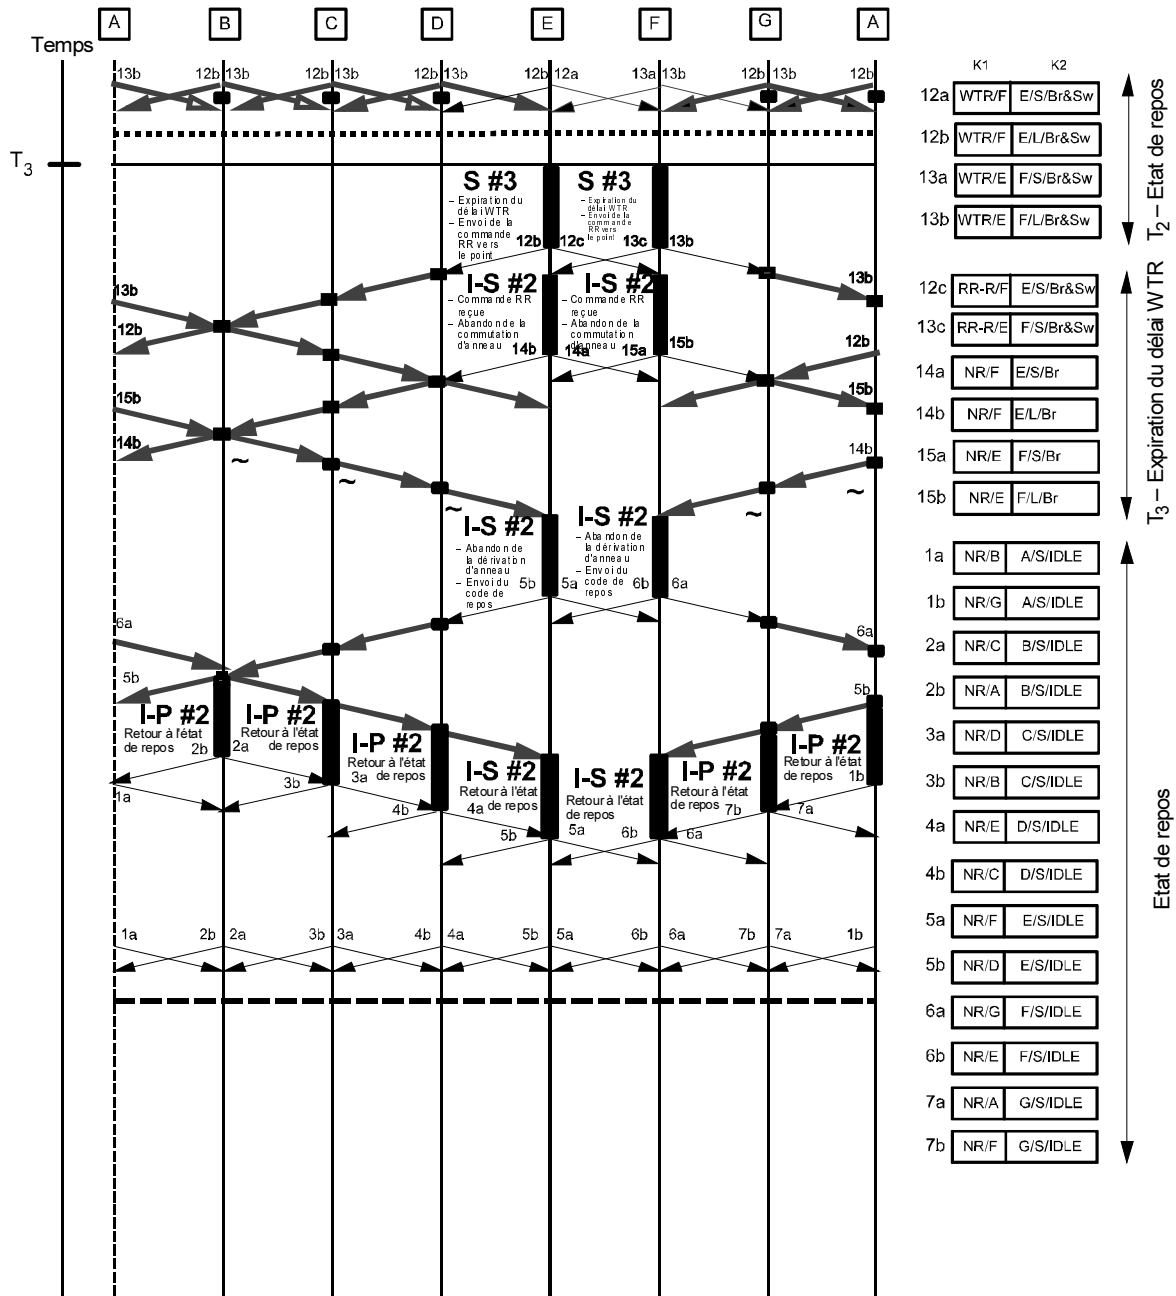 A B C D E F G A
Temps
K1 K2
13b 12b 13b 12b 13b 12b 13b 12b 12a 13a 13b 12b 13b 12b
12a WTR/F E/S/Br&Sw
12b WTR/F E/L/Br&Sw
13a WTR/E F/S/Br&Sw
13b WTR/E F/L/Br&Sw
T2 – Etat de repos
T3
S #3
– Expiration du
délai WTR
– Envoi de la
commande
RR vers
le point
S #3
– Expiration du
délai WTR
– Envoi de la
commande
RR vers
le point
12b 12c 13c 13b
13b
12b
13b
12b
I-S #2
– Commande RR
reçue
– Abandon de la
commutation
d'anneau
I-S #2
– Commande RR
reçue
– Abandon de la
commutation
d'anneau
14b 14a 15a 15b
12c RR-R/F E/S/Br&Sw
13c RR-R/E F/S/Br&Sw
14a NR/F E/S/Br
14b NR/F E/L/Br
15a NR/E F/S/Br
15b NR/E F/L/Br
T3 – Expiration du délai WTR
15b
14b
15b
14b
~ ~ ~ ~ ~
I-S #2
– Abandon de
la dérivation
d'anneau
– Envoi du
code de
repos
I-S #2
– Abandon de
la dérivation
d'anneau
– Envoi du
code de
repos
5b 5a 6b 6a
6a
5b
6a
5b
I-P #2
Retour à l'état
de repos
2b 2a
I-P #2
Retour à l'état
de repos
3b
I-P #2
Retour à l'état
de repos
3a
I-S #2
Retour à l'état
de repos
I-S #2
Retour à l'état
de repos
I-P #2
Retour à l'état
de repos
I-P #2
Retour à l'état
de repos
1b
1a 4b 4a 7b 7a
5b 5a 6b 6a
1a 2b 2a 3b 3a 4b 4a 5b 5a 6b 6a 7b 7a 1b
1a NR/B A/S/IDLE
1b NR/G A/S/IDLE
2a NR/C B/S/IDLE
2b NR/A B/S/IDLE
3a NR/D C/S/IDLE
3b NR/B C/S/IDLE
4a NR/E D/S/IDLE
4b NR/C D/S/IDLE
5a NR/F E/S/IDLE
5b NR/D E/S/IDLE
6a NR/G F/S/IDLE
6b NR/E F/S/IDLE
7a NR/A G/S/IDLE
7b NR/F G/S/IDLE
Etat de repos